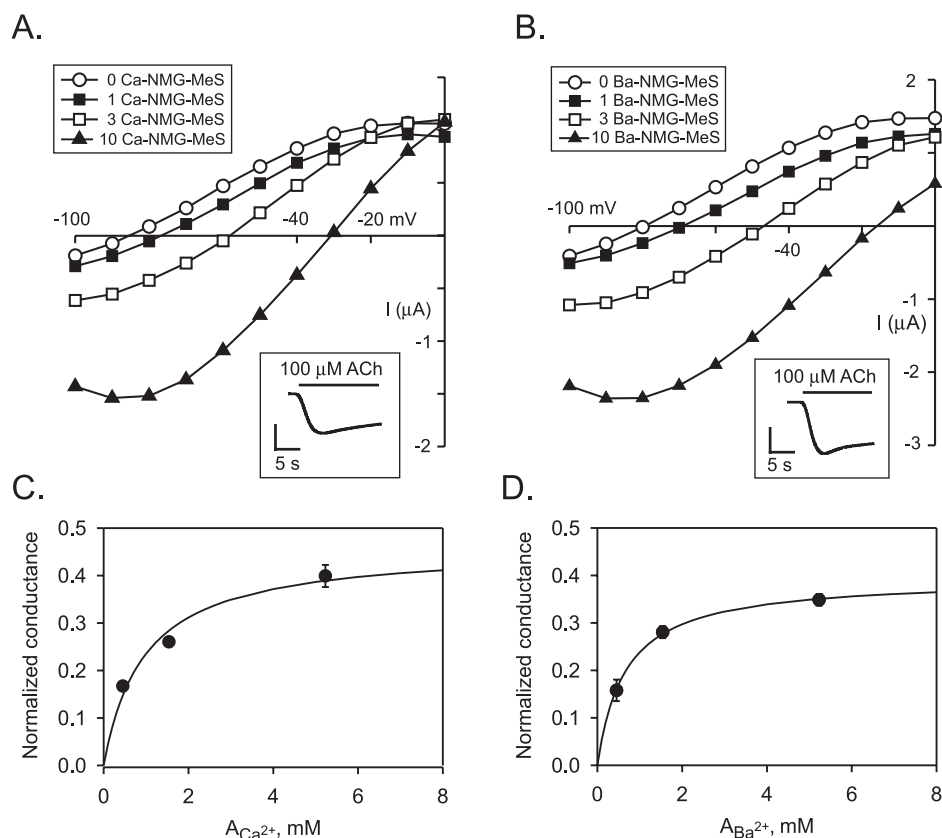 A.
0 Ca-NMG-MeS
1 Ca-NMG-MeS
3 Ca-NMG-MeS
10 Ca-NMG-MeS
-100
-40
-20 mV
I (μA)
-1
-2
100 μM ACh
5 s
B.
0 Ba-NMG-MeS
1 Ba-NMG-MeS
3 Ba-NMG-MeS
10 Ba-NMG-MeS
2
1
-100 mV
-40
-1
I (μA)
-2
-3
100 μM ACh
5 s
C.
Normalized conductance
0.5
0.4
0.3
0.2
0.1
0.0
0 2 4 6 8
A Ca²⁺, mM
D.
Normalized conductance
0.5
0.4
0.3
0.2
0.1
0.0
0 2 4 6 8
A Ba²⁺, mM